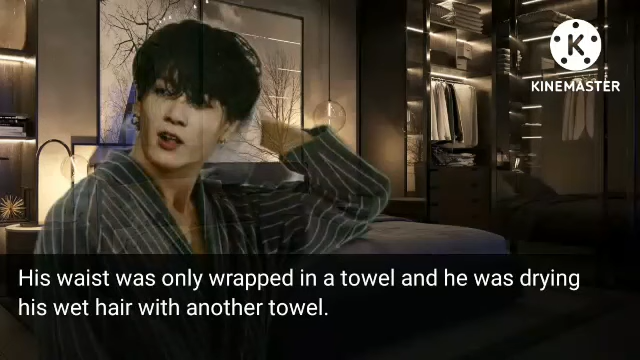 K
KINEMASTER
His waist was only wrapped in a towel and he was drying
his wet hair with another towel.